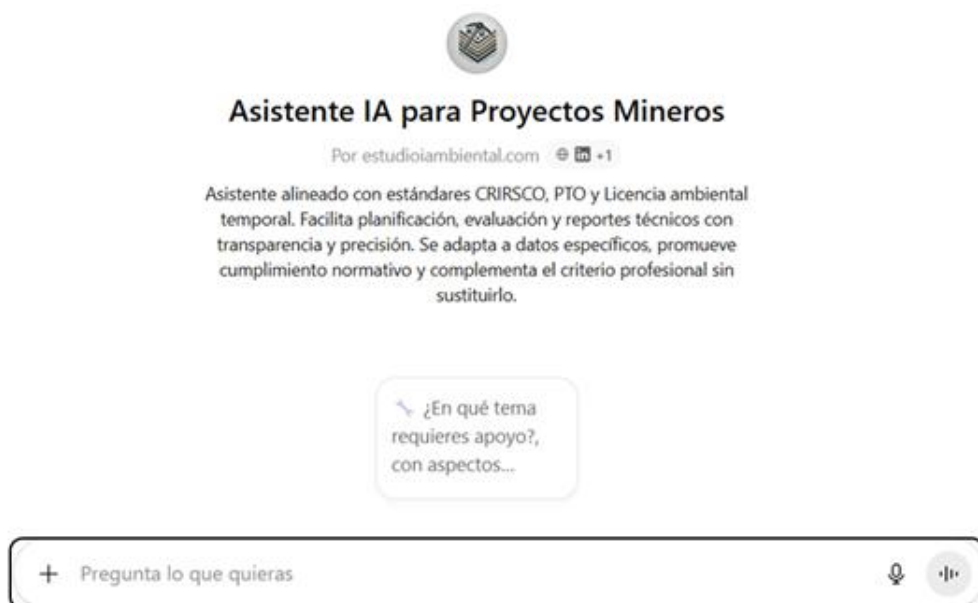 Asistente IA para Proyectos Mineros
Por estudioiambiental.com in +1
Asistente alineado con estándares CRIRSCO, PTO y Licencia ambiental
temporal. Facilita planificación, evaluación y reportes técnicos con
transparencia y precisión. Se adapta a datos específicos, promueve
cumplimiento normativo y complementa el criterio profesional sin
sustituirlo.
¿En qué tema
requieres apoyo?,
con aspectos...
Pregunta lo que quieras